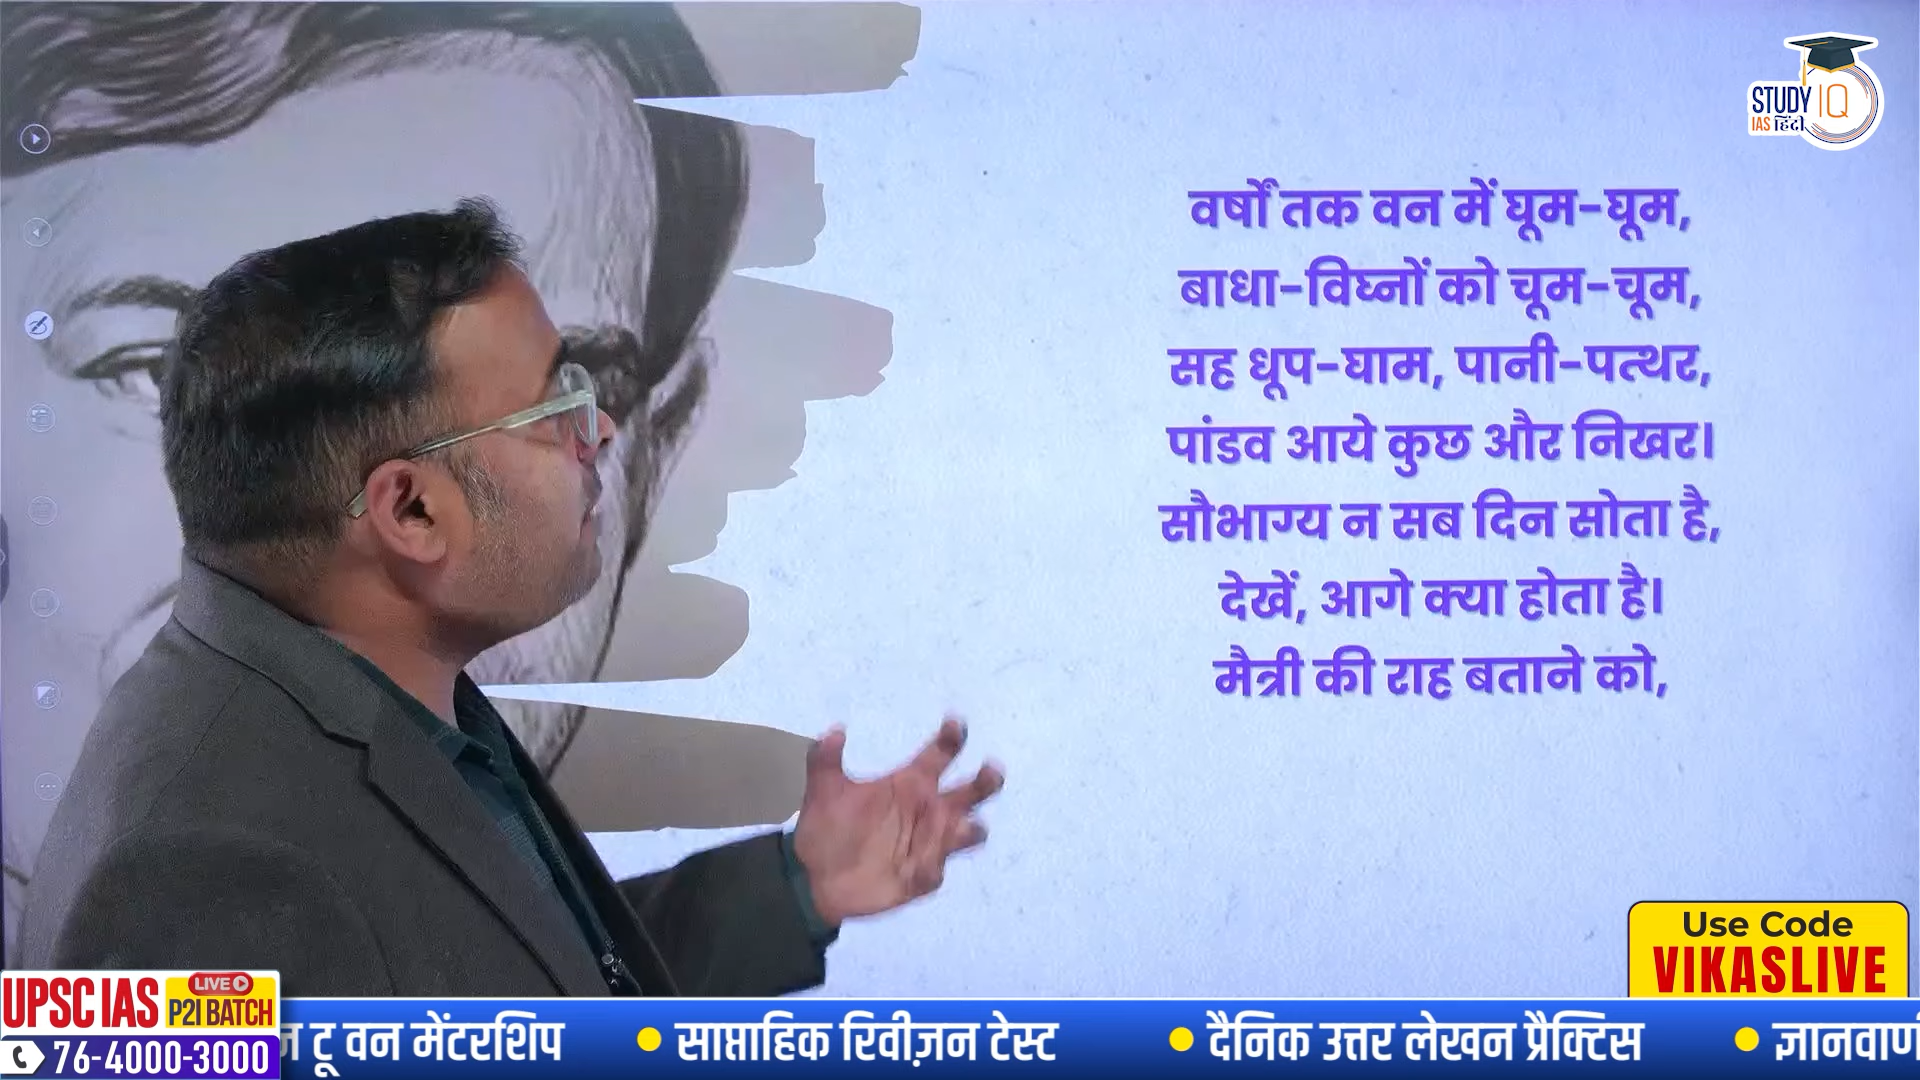 STUDY IQ
IAS हिंदी
वर्षों तक वन में घूम-घूम,
बाधा-विघ्नों को चूम-चूम,
सह धूप-घाम, पानी-पत्थर,
पांडव आये कुछ और निखर।
सौभाग्य न सब दिन सोता है,
देखें, आगे क्या होता है।
मैत्री की राह बताने को,
Use Code
VIKASLIVE
UPSC IAS
LIVE
P2I BATCH
76-4000-3000
न टू वन मेंटरशिप • साप्ताहिक रिवीज़न टेस्ट • दैनिक उत्तर लेखन प्रैक्टिस •